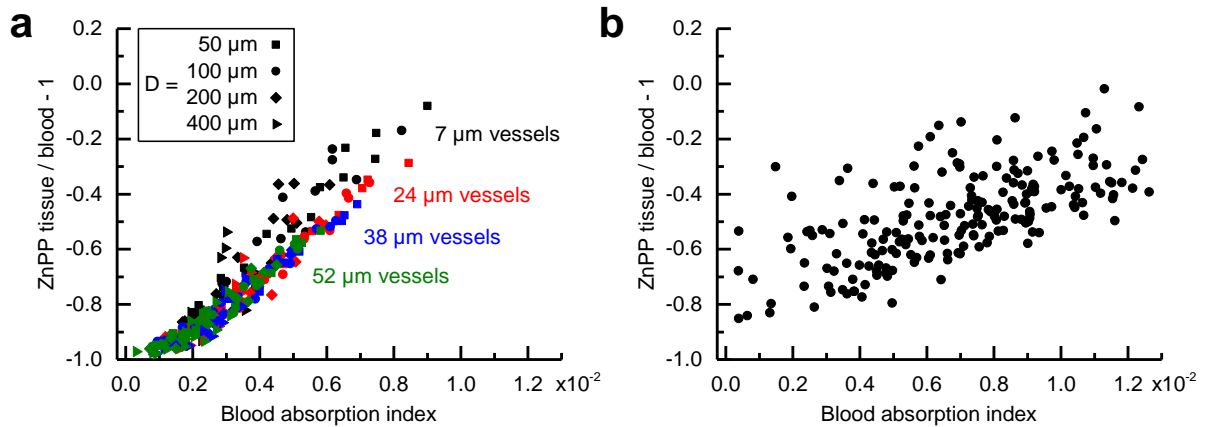 a
ZnPP tissue / blood - 1
0.2
0.0
-0.2
-0.4
-0.6
-0.8
-1.0
D =
50 µm
100 µm
200 µm
400 µm
7 µm vessels
24 µm vessels
38 µm vessels
52 µm vessels
0.0 0.2 0.4 0.6 0.8 1.0 1.2 x10-2
Blood absorption index
b
ZnPP tissue / blood - 1
0.2
0.0
-0.2
-0.4
-0.6
-0.8
-1.0
0.0 0.2 0.4 0.6 0.8 1.0 1.2 x10-2
Blood absorption index